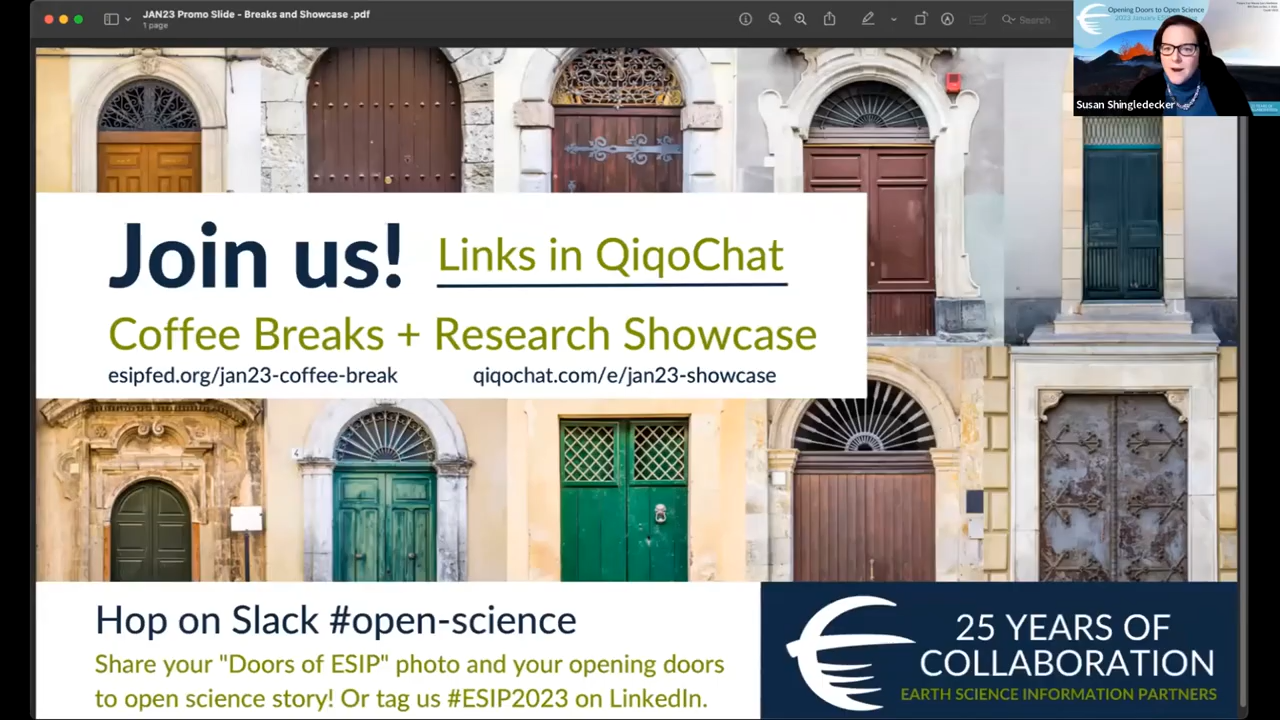 JAN23 Promo Slide - Breaks and Showcase .pdf
1 page
Search
Opening Doors to Open Science
2023 January ESIP
Susan Shingledecker
Join us!
Links in QiqoChat
Coffee Breaks + Research Showcase
esipfed.org/jan23-coffee-break
qiqochat.com/e/jan23-showcase
4
Hop on Slack #open-science
Share your "Doors of ESIP" photo and your opening doors
to open science story! Or tag us #ESIP2023 on LinkedIn.
25 YEARS OF
COLLABORATION
EARTH SCIENCE INFORMATION PARTNERS